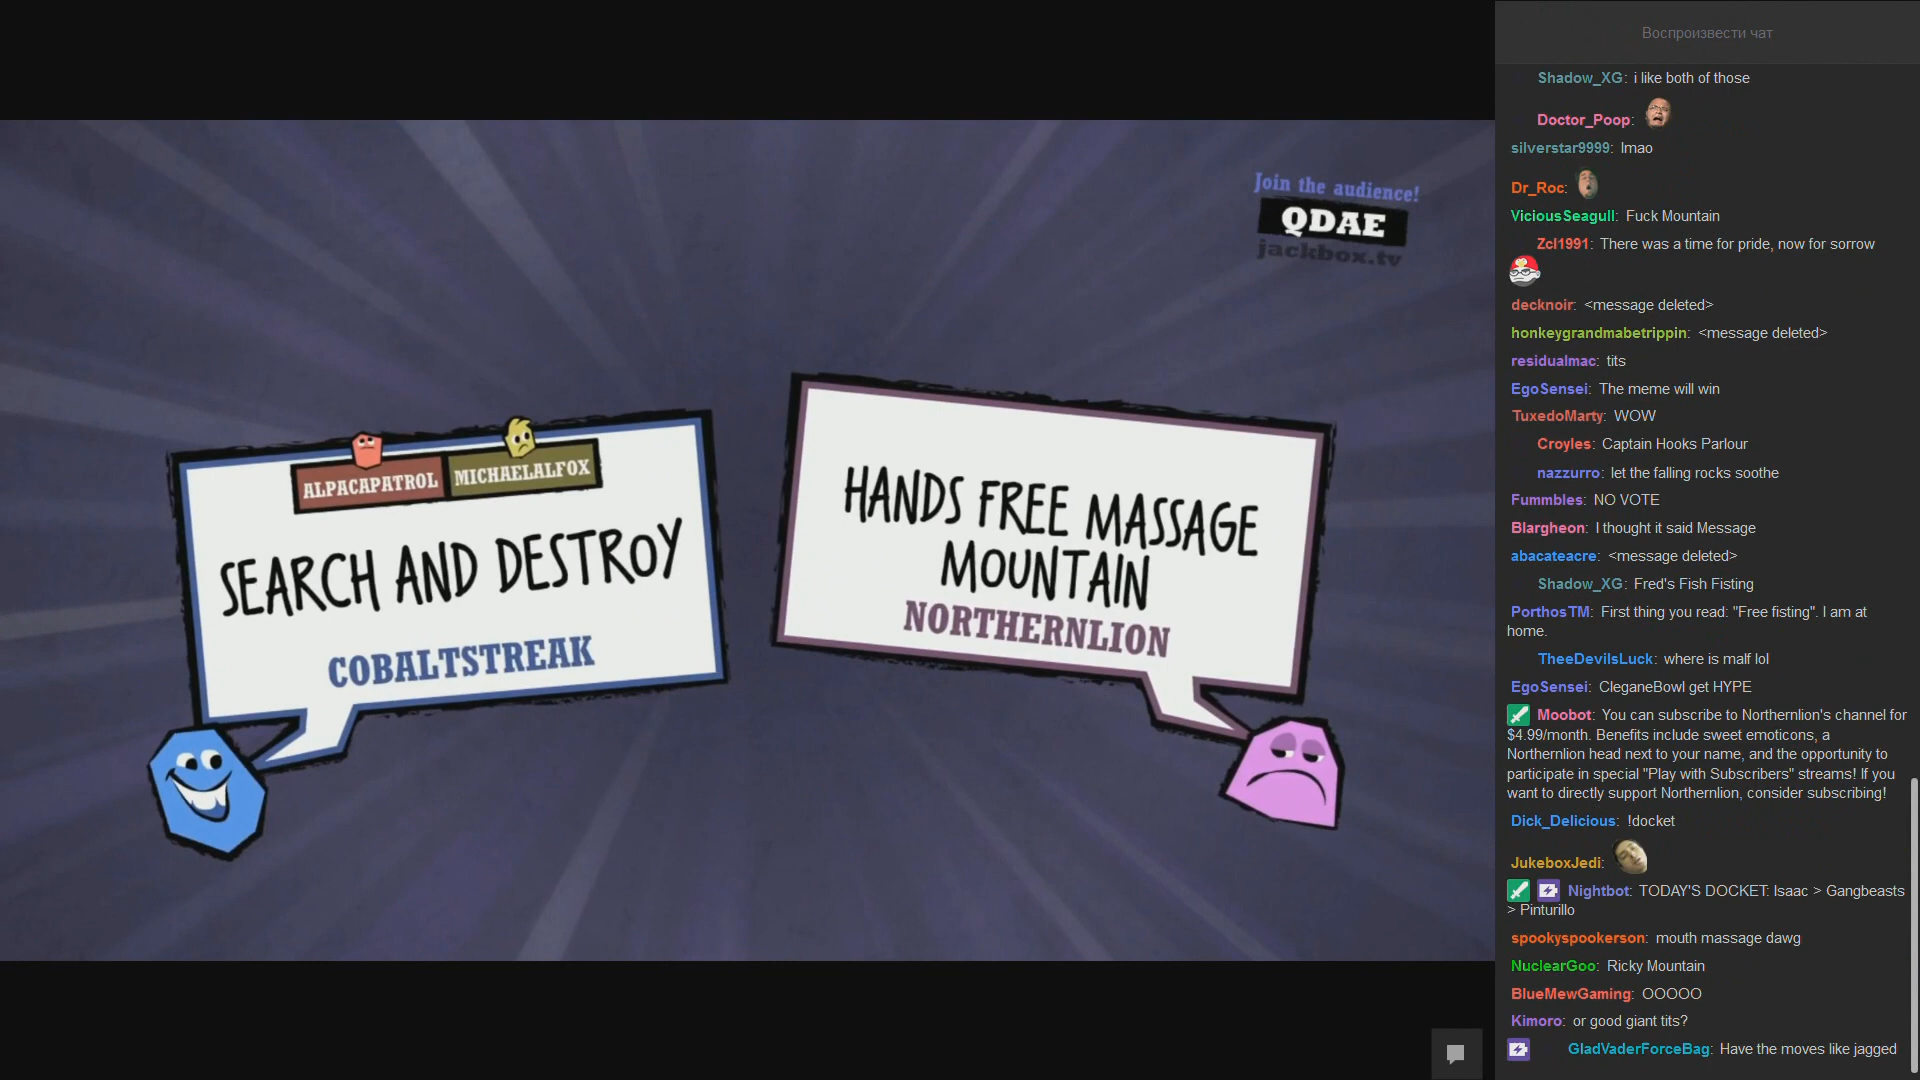 Join the audience!
QDAE
jackbox.tv
ALPACAPATROL
MICHAELALFOX
SEARCH AND DESTROY
COBALTSTREAK
HANDS FREE MASSAGE
MOUNTAIN
NORTHERNLION
Воспроизвести чат
Shadow_XG: i like both of those
Doctor_Poop:
silverstar9999: lmao
Dr_Roc:
ViciousSeagull: Fuck Mountain
Zcl1991: There was a time for pride, now for sorrow
decknoir: <message deleted>
honkeygrandmabetrippin: <message deleted>
residualmac: tits
EgoSensei: The meme will win
TuxedoMarty: WOW
Croyles: Captain Hooks Parlour
nazzurro: let the falling rocks soothe
Fummbles: NO VOTE
Blargheon: I thought it said Message
abacateacre: <message deleted>
Shadow_XG: Fred's Fish Fisting
PorthosTM: First thing you read: "Free fisting". I am at
home.
TheeDevilsLuck: where is malf lol
EgoSensei: CleganeBowl get HYPE
Moobot: You can subscribe to Northernlion's channel for
$4.99/month. Benefits include sweet emoticons, a
Northernlion head next to your name, and the opportunity to
participate in special "Play with Subscribers" streams! If you
want to directly support Northernlion, consider subscribing!
Dick_Delicious: !docket
JukeboxJedi:
Nightbot: TODAY'S DOCKET: Isaac > Gangbeasts
> Pinturillo
spookyspookerson: mouth massage dawg
NuclearGoo: Ricky Mountain
BlueMewGaming: OOOOO
Kimoro: or good giant tits?
GladVaderForceBag: Have the moves like jagged